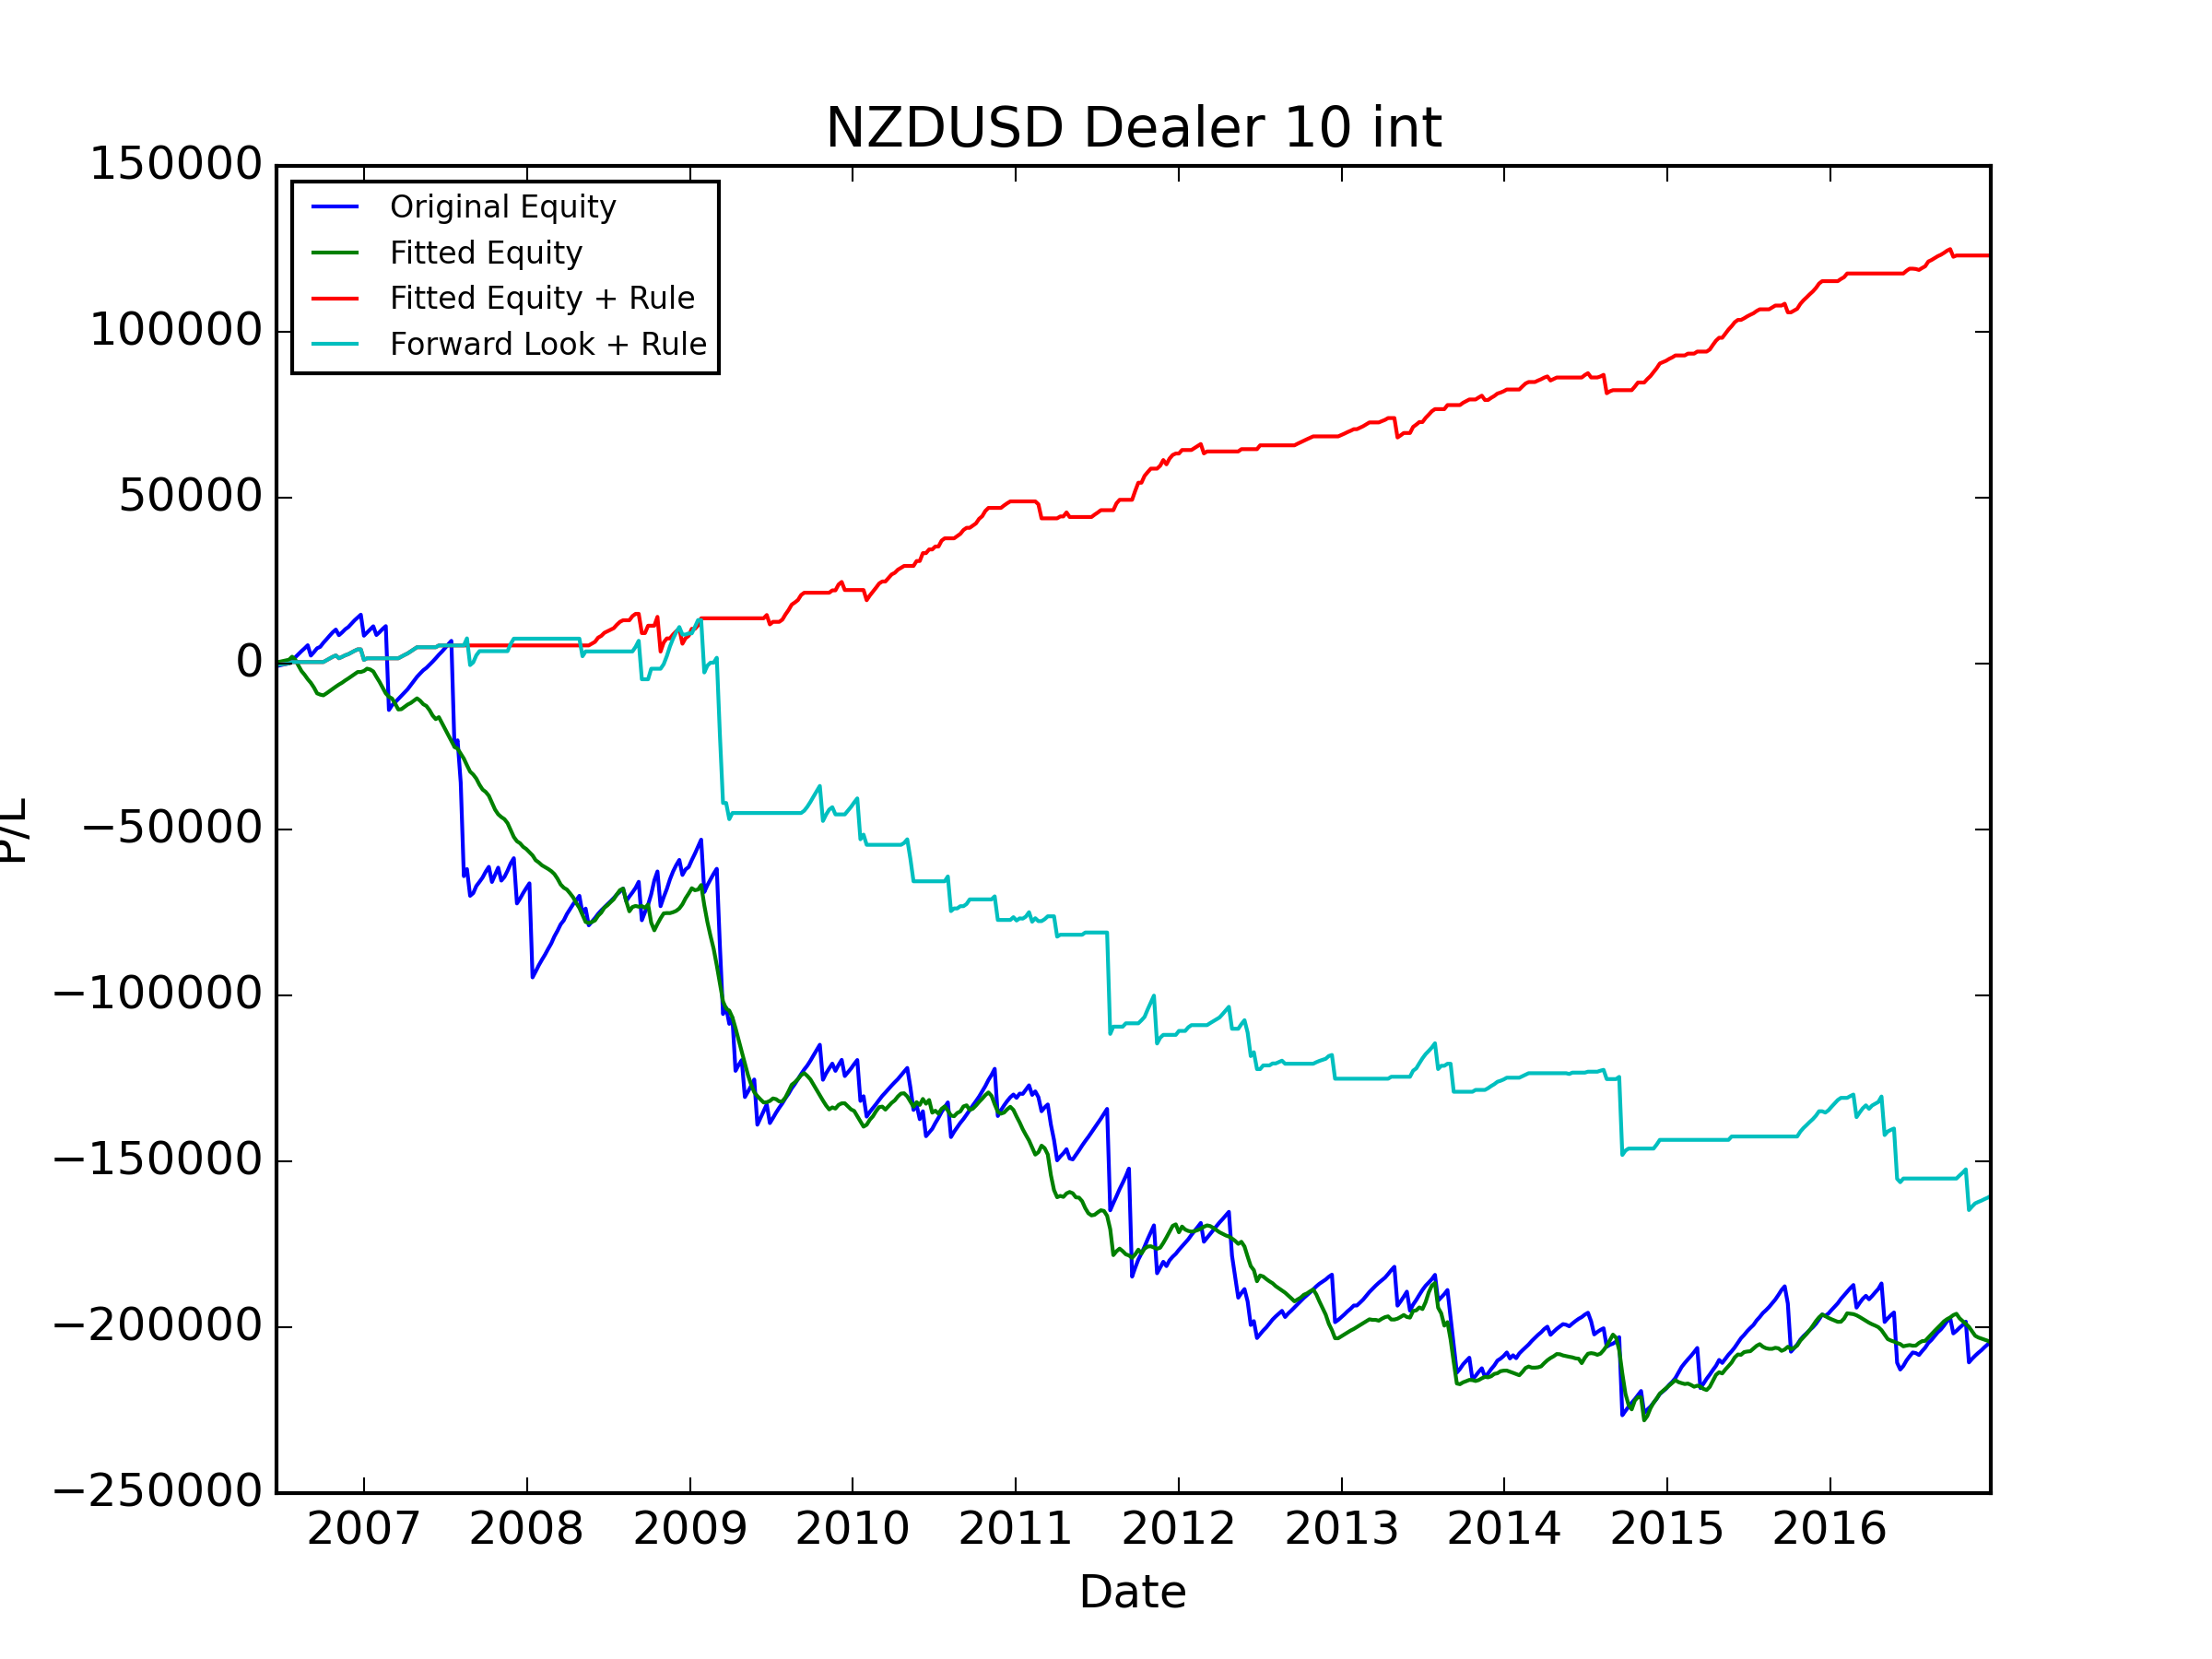 NZDUSD Dealer 10 int
150000
100000
50000
0
−50000
−100000
−150000
−200000
−250000
P/L
Original Equity
Fitted Equity
Fitted Equity + Rule
Forward Look + Rule
2007 2008 2009 2010 2011 2012 2013 2014 2015 2016
Date